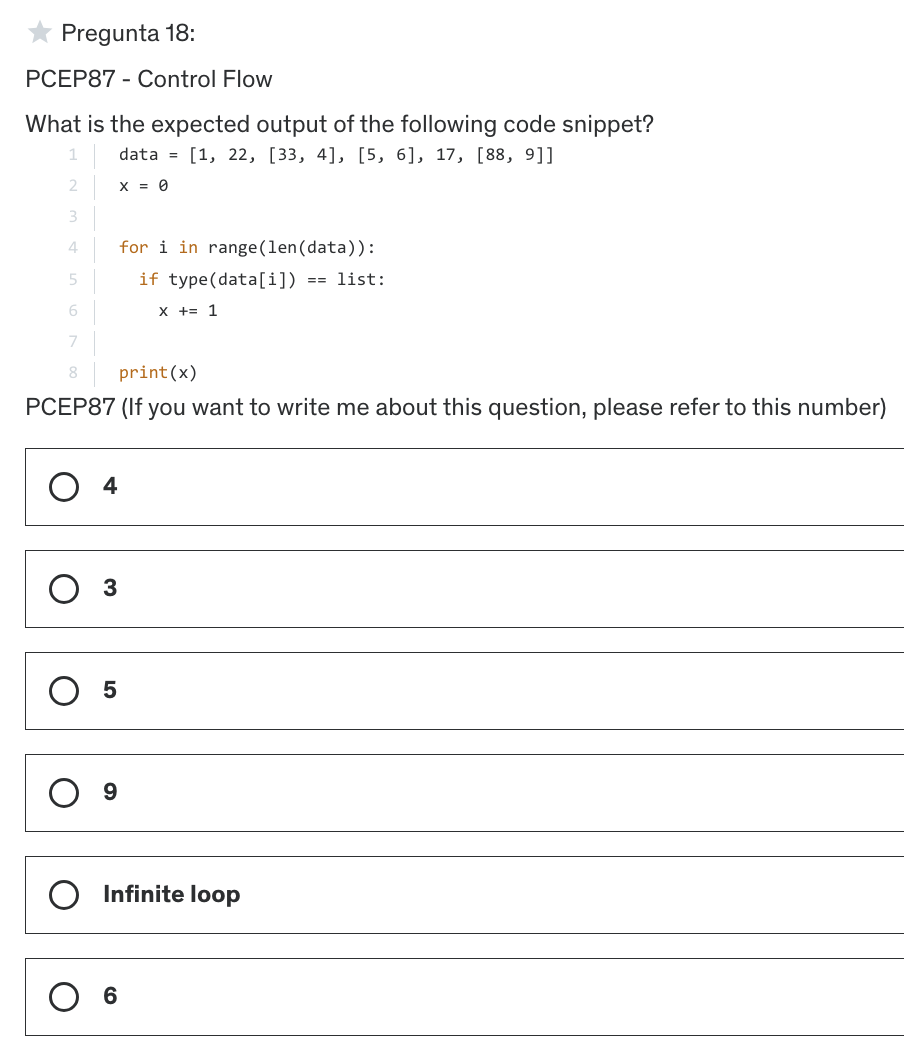 Pregunta 18:
PCEP87 - Control Flow
What is the expected output of the following code snippet?
1 data = [1, 22, [33, 4], [5, 6], 17, [88, 9]]
2 x = 0
3
4 for i in range(len(data)):
5   if type(data[i]) == list:
6     x += 1
7
8 print(x)
PCEP87 (If you want to write me about this question, please refer to this number)
4
3
5
9
Infinite loop
6